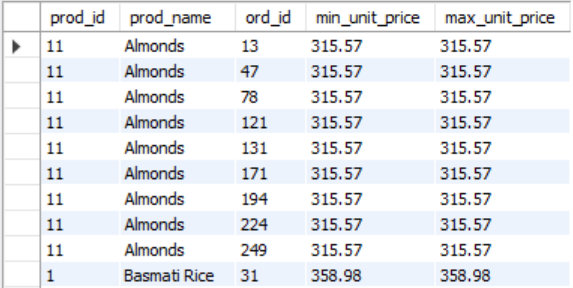 prod_id prod_name ord_id min_unit_price max_unit_price
11 Almonds 13 315.57 315.57
11 Almonds 47 315.57 315.57
11 Almonds 78 315.57 315.57
11 Almonds 121 315.57 315.57
11 Almonds 131 315.57 315.57
11 Almonds 171 315.57 315.57
11 Almonds 194 315.57 315.57
11 Almonds 224 315.57 315.57
11 Almonds 249 315.57 315.57
1 Basmati Rice 31 358.98 358.98